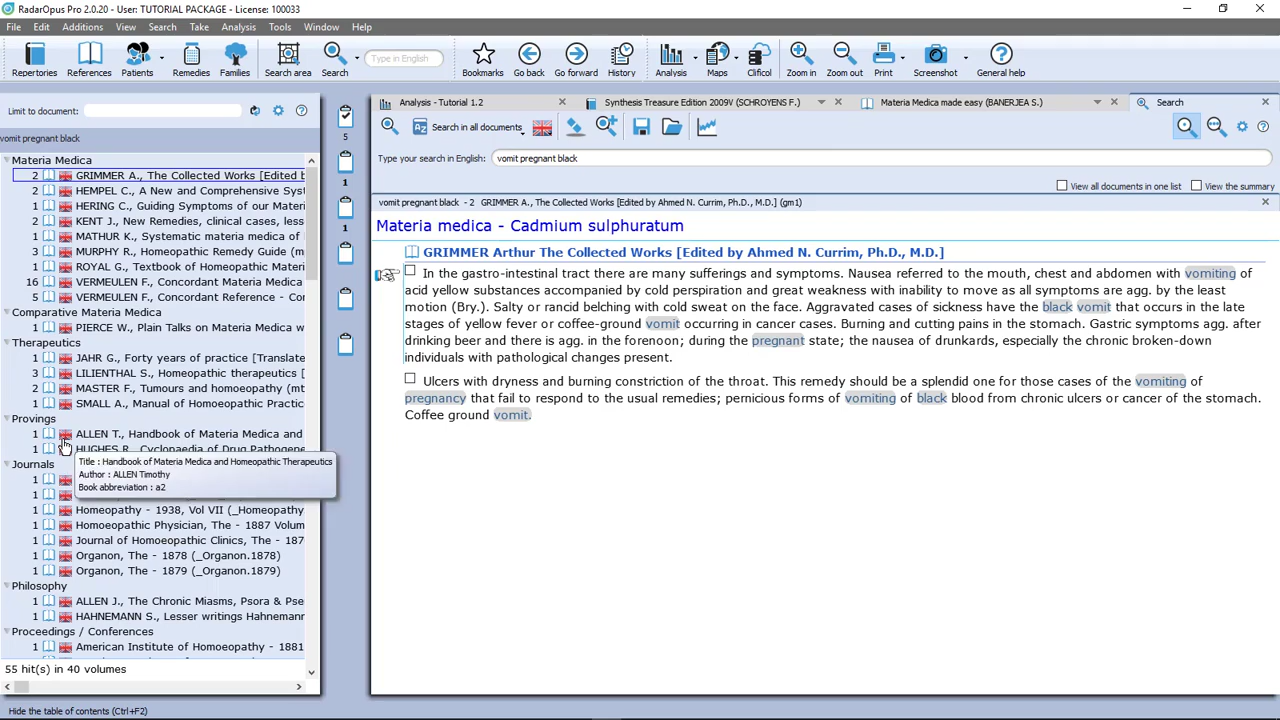 RadarOpus Pro 2.0.20 - User: TUTORIAL PACKAGE - License: 100033
File Edit Additions View Search Take Analysis Tools Window Help
Type in English
Repertories References Patients Remedies Families Search area Search Bookmarks Go back Go forward History Analysis Maps Clificol Zoom in Zoom out Print Screenshot General help
Limit to document:
vomit pregnant black
Materia Medica
2 GRIMMER A., The Collected Works [Edited b
2 HEMPEL C., A New and Comprehensive Syst
1 HERING C., Guiding Symptoms of our Materia
2 KENT J., New Remedies, clinical cases, less
1 MATHUR K., Systematic materia medica of
3 MURPHY R., Homeopathic Remedy Guide (m
1 ROYAL G., Textbook of Homeopathic Materia
16 VERMEULEN F., Concordant Materia Medica
5 VERMEULEN F., Concordant Reference - Con
Comparative Materia Medica
1 PIERCE W., Plain Talks on Materia Medica w
Therapeutics
1 JAHR G., Forty years of practice [Translate
3 LILIENTHAL S., Homeopathic therapeutics [
2 MASTER F., Tumours and homoeopathy (mt
1 SMALL A., Manual of Homoeopathic Practic
Provings
1 ALLEN T., Handbook of Materia Medica and
1 HUGHES R., Cyclopaedia of Drug Pathogene
Journals
Title : Handbook of Materia Medica and Homeopathic Therapeutics
Author : ALLEN Timothy
Book abbreviation : a2
1
1
1 Homeopathy - 1938, Vol VII (_Homeopathy.
1 Homoeopathic Physician, The - 1887 Volum
1 Journal of Homoeopathic Clinics, The - 187
1 Organon, The - 1878 (_Organon.1878)
1 Organon, The - 1879 (_Organon.1879)
Philosophy
1 ALLEN J., The Chronic Miasms, Psora & Pse
1 HAHNEMANN S., Lesser writings Hahnemann
Proceedings / Conferences
1 American Institute of Homoeopathy - 1881
55 hit(s) in 40 volumes
Hide the table of contents (Ctrl+F2)
5
1
1
Analysis - Tutorial 1.2 Synthesis Treasure Edition 2009V (SCHROYENS F.) Materia Medica made easy (BANERJEA S.) Search
Search in all documents
Type your search in English: vomit pregnant black
View all documents in one list View the summary
vomit pregnant black - 2 GRIMMER A., The Collected Works [Edited by Ahmed N. Currim, Ph.D., M.D.] (gm1)
Materia medica - Cadmium sulphuratum
GRIMMER Arthur The Collected Works [Edited by Ahmed N. Currim, Ph.D., M.D.]
In the gastro-intestinal tract there are many sufferings and symptoms. Nausea referred to the mouth, chest and abdomen with vomiting of
acid yellow substances accompanied by cold perspiration and great weakness with inability to move as all symptoms are agg. by the least
motion (Bry.). Salty or rancid belching with cold sweat on the face. Aggravated cases of sickness have the black vomit that occurs in the late
stages of yellow fever or coffee-ground vomit occurring in cancer cases. Burning and cutting pains in the stomach. Gastric symptoms agg. after
drinking beer and there is agg. in the forenoon; during the pregnant state; the nausea of drunkards, especially the chronic broken-down
individuals with pathological changes present.
Ulcers with dryness and burning constriction of the throat. This remedy should be a splendid one for those cases of the vomiting of
pregnancy that fail to respond to the usual remedies; pernicious forms of vomiting of black blood from chronic ulcers or cancer of the stomach.
Coffee ground vomit.